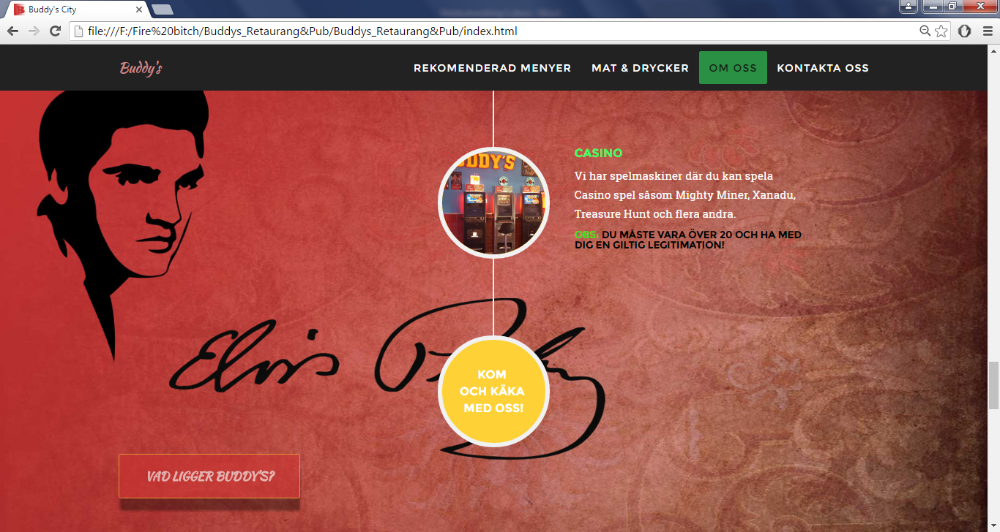 Buddy's City
file:///F:/Fire%20bitch/Buddys_Retaurang&Pub/Buddys_Retaurang&Pub/index.html
Buddy's
REKOMENDERAD MENYER
MAT & DRYCKER
OM OSS
KONTAKTA OSS
BUDDY'S
CASINO
Vi har spelmaskiner där du kan spela
Casino spel såsom Mighty Miner, Xanadu,
Treasure Hunt och flera andra.
OBS: DU MÅSTE VARA ÖVER 20 OCH HA MED
DIG EN GILTIG LEGITIMATION!
Elvis
KOM
OCH KÄKA
MED OSS!
VAD LIGGER BUDDY'S?